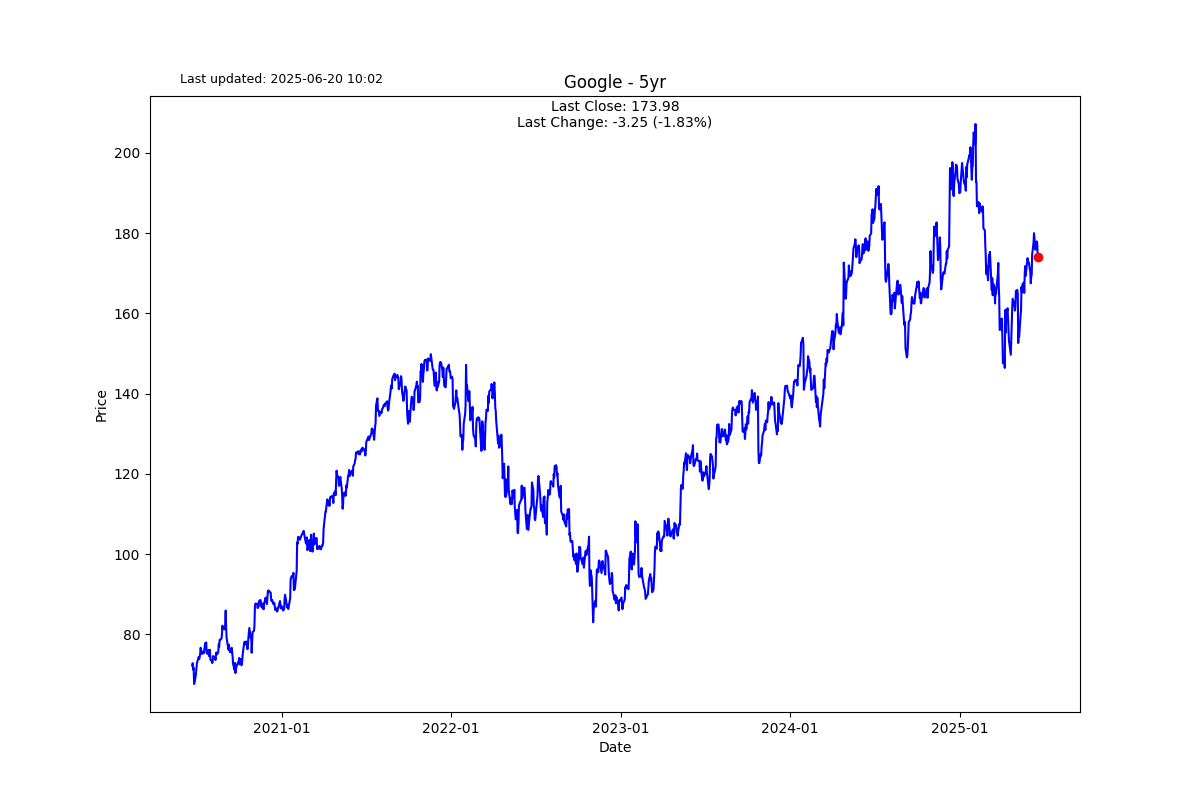 Last updated: 2025-06-20 10:02
Google - 5yr
Last Close: 173.98
Last Change: -3.25 (-1.83%)
200
180
160
140
120
100
80
Price
2021-01
2022-01
2023-01
2024-01
2025-01
Date